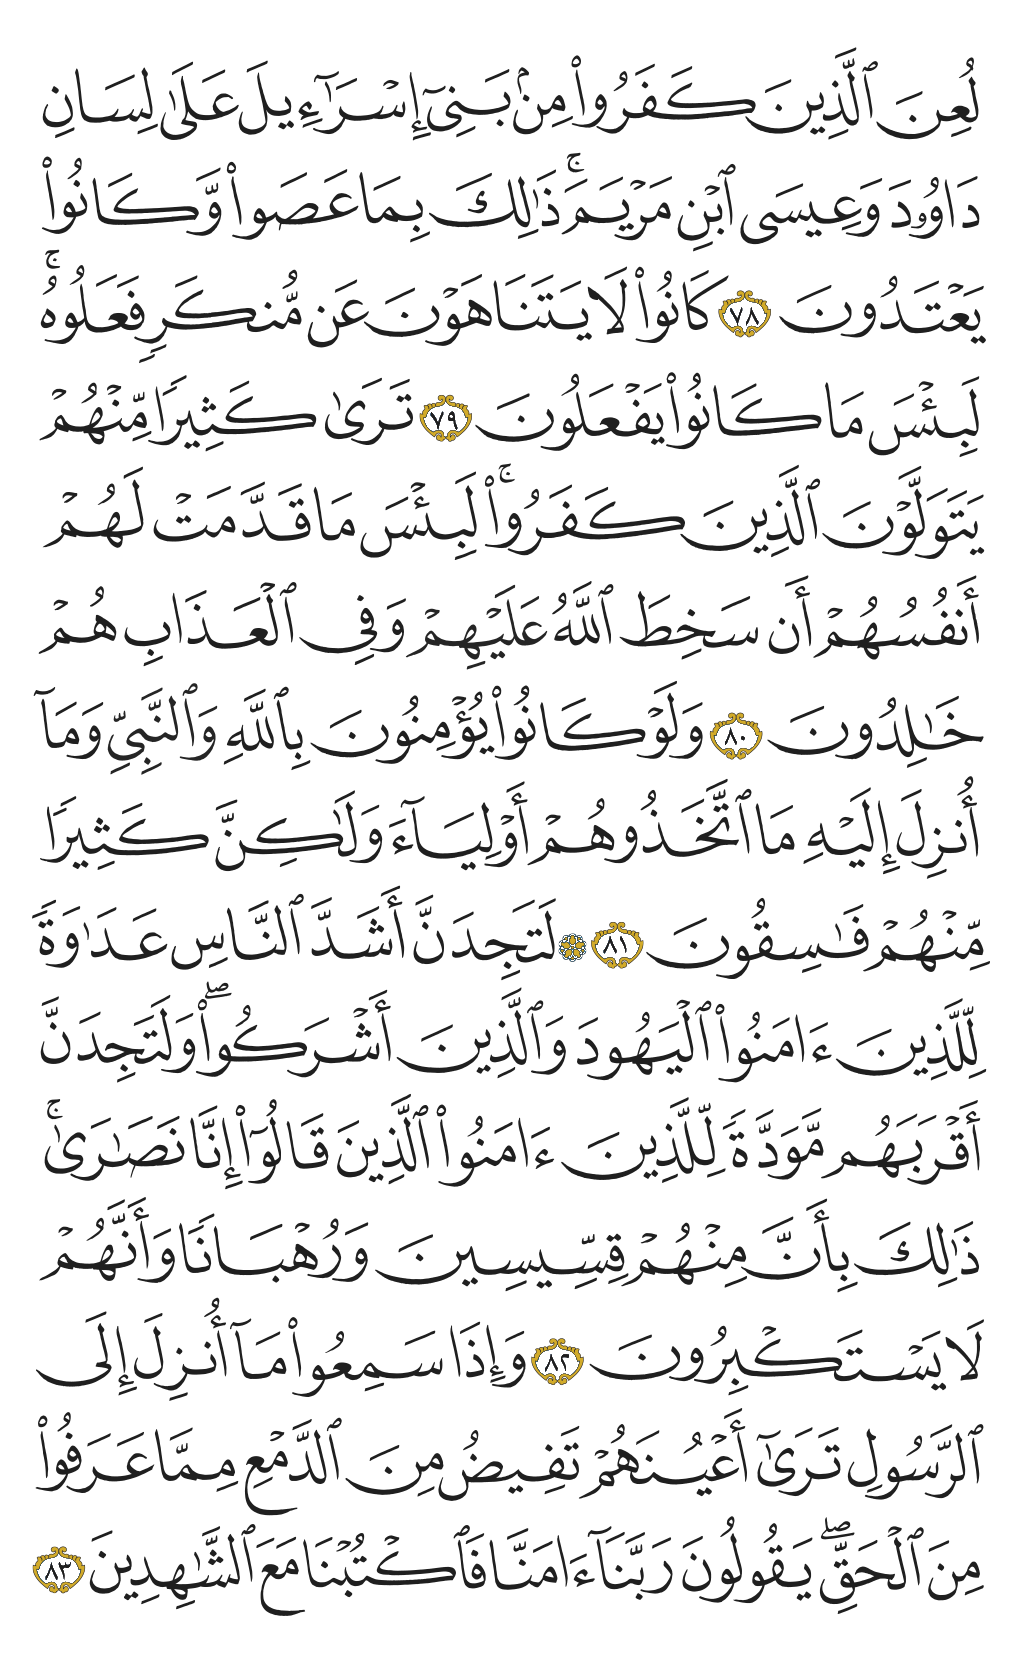 لُعِنَ ٱلَّذِينَ كَفَرُوا۟ مِنۢ بَنِىٓ إِسْرَٰٓءِيلَ عَلَىٰ لِسَانِ
دَاوُۥدَ وَعِيسَى ٱبْنِ مَرْيَمَ ۚ ذَٰلِكَ بِمَا عَصَوا۟ وَّكَانُوا۟
يَعْتَدُونَ ٧٨ كَانُوا۟ لَا يَتَنَاهَوْنَ عَن مُّنكَرٍ فَعَلُوهُ ۚ
لَبِئْسَ مَا كَانُوا۟ يَفْعَلُونَ ٧٩ تَرَىٰ كَثِيرًا مِّنْهُمْ
يَتَوَلَّوْنَ ٱلَّذِينَ كَفَرُوا۟ ۚ لَبِئْسَ مَا قَدَّمَتْ لَهُمْ
أَنفُسُهُمْ أَن سَخِطَ ٱللَّهُ عَلَيْهِمْ وَفِى ٱلْعَذَابِ هُمْ
خَـٰلِدُونَ ٨٠ وَلَوْ كَانُوا۟ يُؤْمِنُونَ بِٱللَّهِ وَٱلنَّبِىِّ وَمَآ
أُنزِلَ إِلَيْهِ مَا ٱتَّخَذُوهُمْ أَوْلِيَآءَ وَلَـٰكِنَّ كَثِيرًا
مِّنْهُمْ فَـٰسِقُونَ ٨١ ۞ لَتَجِدَنَّ أَشَدَّ ٱلنَّاسِ عَدَٰوَةً
لِّلَّذِينَ ءَامَنُوا۟ ٱلْيَهُودَ وَٱلَّذِينَ أَشْرَكُوا۟ ۖ وَلَتَجِدَنَّ
أَقْرَبَهُم مَّوَدَّةً لِّلَّذِينَ ءَامَنُوا۟ ٱلَّذِينَ قَالُوٓا۟ إِنَّا نَصَـٰرَىٰ ۚ
ذَٰلِكَ بِأَنَّ مِنْهُمْ قِسِّيسِينَ وَرُهْبَانًا وَأَنَّهُمْ
لَا يَسْتَكْبِرُونَ ٨٢ وَإِذَا سَمِعُوا۟ مَآ أُنزِلَ إِلَى
ٱلرَّسُولِ تَرَىٰٓ أَعْيُنَهُمْ تَفِيضُ مِنَ ٱلدَّمْعِ مِمَّا عَرَفُوا۟
مِنَ ٱلْحَقِّ ۖ يَقُولُونَ رَبَّنَآ ءَامَنَّا فَٱكْتُبْنَا مَعَ ٱلشَّـٰهِدِينَ ٨٣